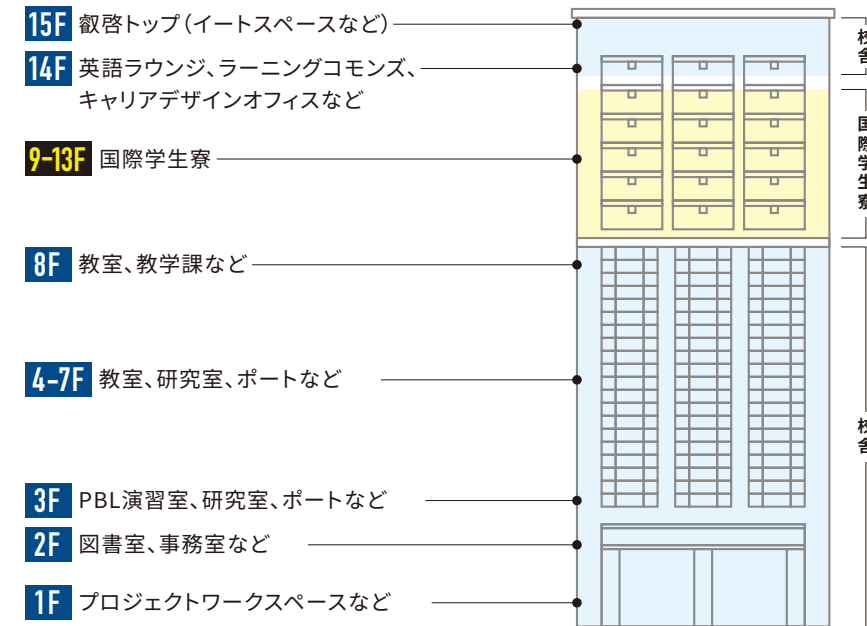 15F 叡啓トップ（イートスペースなど）
14F 英語ラウンジ、ラーニングコモンズ、
キャリアデザインオフィスなど
9-13F 国際学生寮
8F 教室、教学課など
4-7F 教室、研究室、ポートなど
3F PBL演習室、研究室、ポートなど
2F 図書室、事務室など
1F プロジェクトワークスペースなど
校舎
国際学生寮
校舎